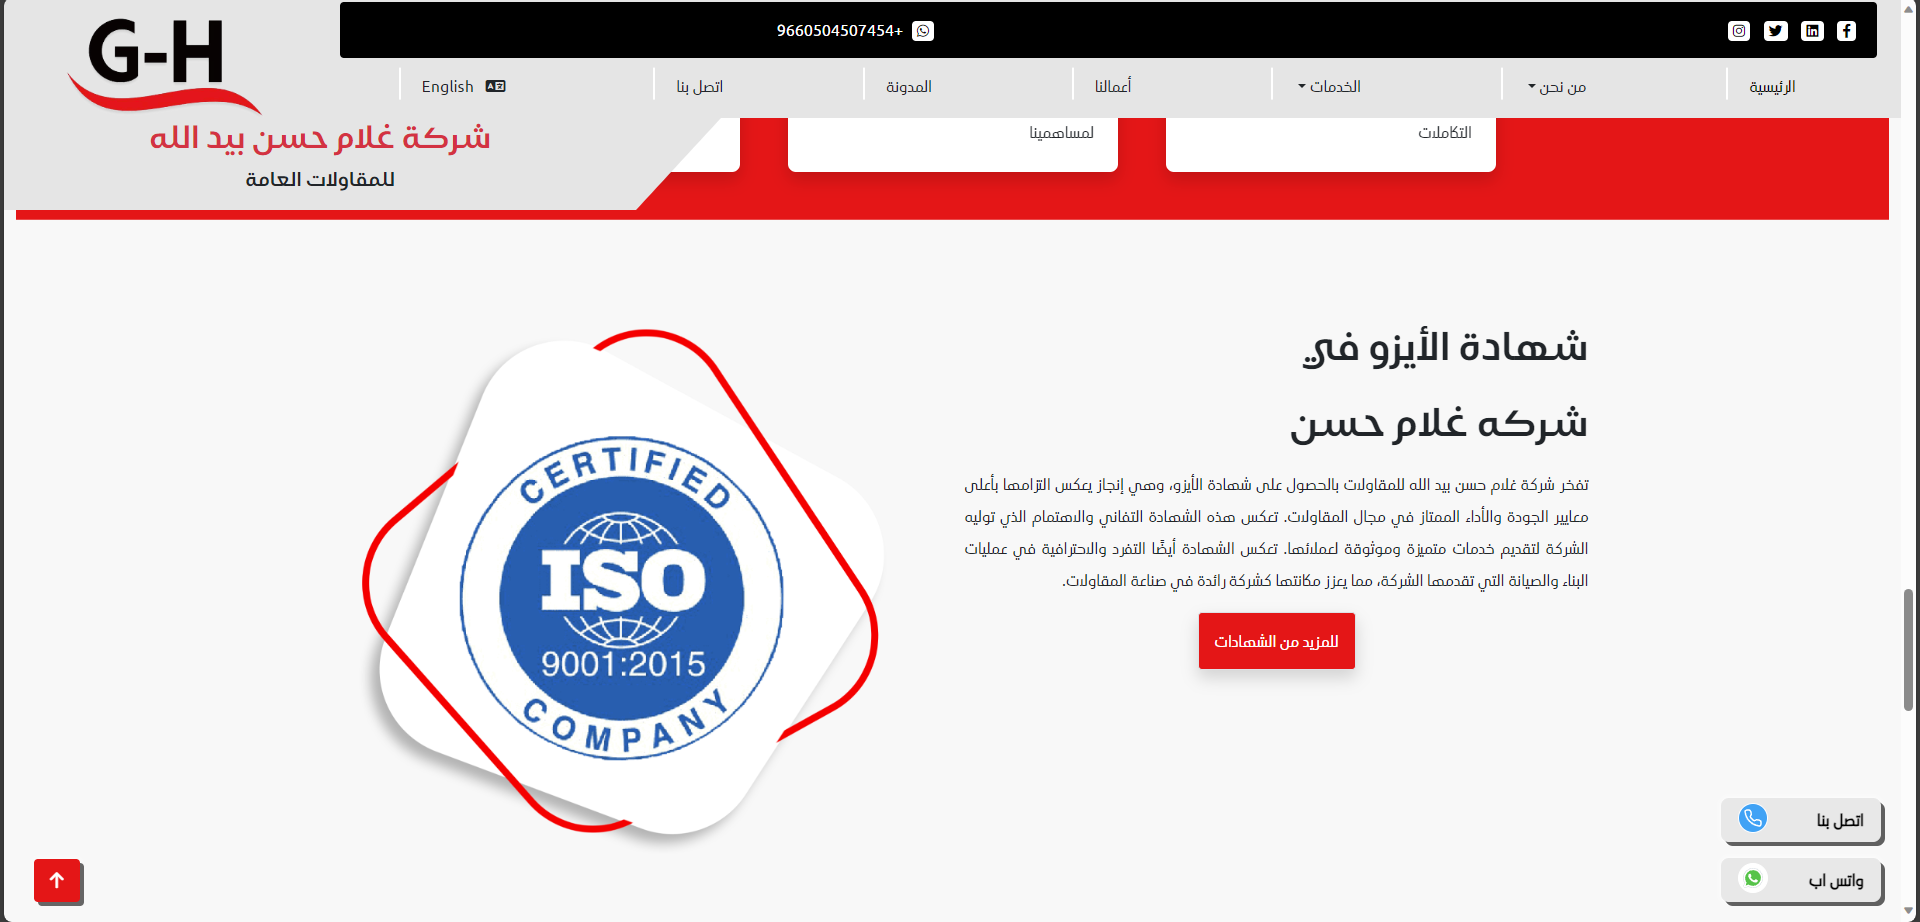 G-H
شركة غلام حسن بيد الله
للمقاولات العامة
+9660504507454
الرئيسية
من نحن
الخدمات
أعمالنا
المدونة
اتصل بنا
English
التكاملات
لمساهمينا
شهادة الأيزو في
شركه غلام حسن
تفخر شركة غلام حسن بيد الله للمقاولات بالحصول على شهادة الأيزو، وهي إنجاز يعكس التزامها بأعلى
معايير الجودة والأداء الممتاز في مجال المقاولات. تعكس هذه الشهادة التفاني والاهتمام الذي توليه
الشركة لتقديم خدمات متميزة وموثوقة لعملائها. تعكس الشهادة أيضًا التفرد والاحترافية في عمليات
البناء والصيانة التي تقدمها الشركة، مما يعزز مكانتها كشركة رائدة في صناعة المقاولات.
للمزيد من الشهادات
CERTIFIED
ISO
9001:2015
COMPANY
اتصل بنا
واتس اب